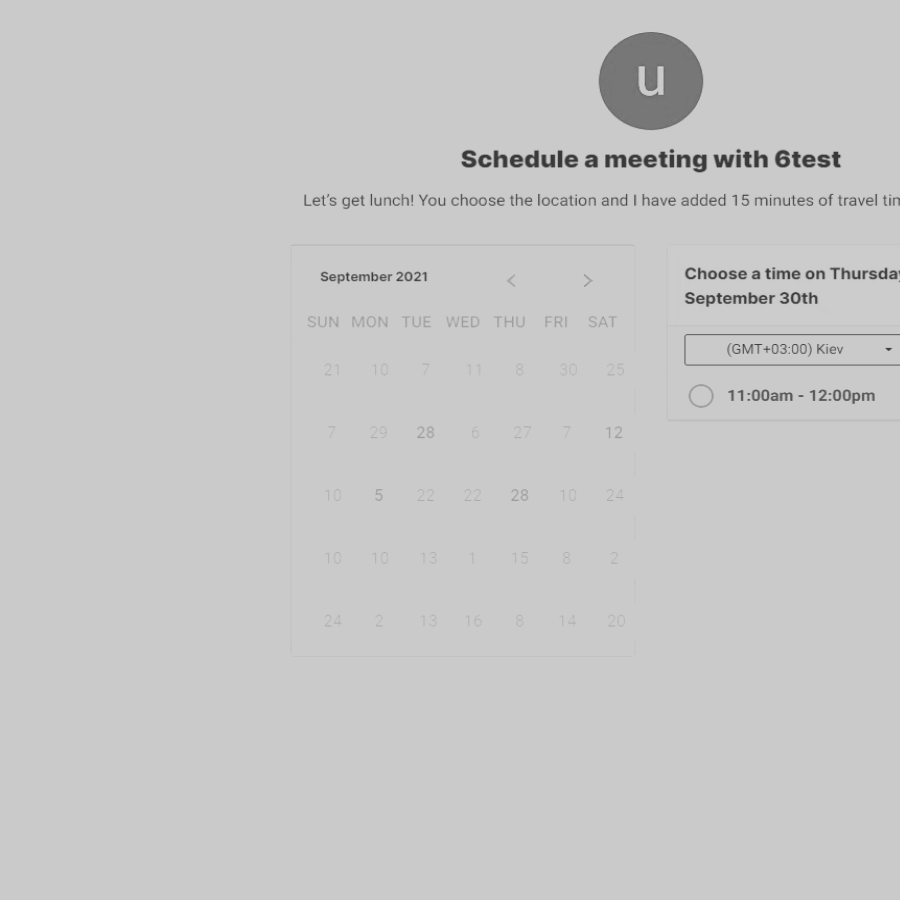 u
Schedule a meeting with 6test
Let's get lunch! You choose the location and I have added 15 minutes of travel
September 2021
SUN MON TUE WED THU FRI SAT
21 10 7 11 8 30 25
7 29 28 6 27 7 12
10 5 22 22 28 10 24
10 10 13 1 15 8 2
24 2 13 16 8 14 20
Choose a time on Thursday
September 30th
(GMT+03:00) Kiev
11:00am - 12:00pm